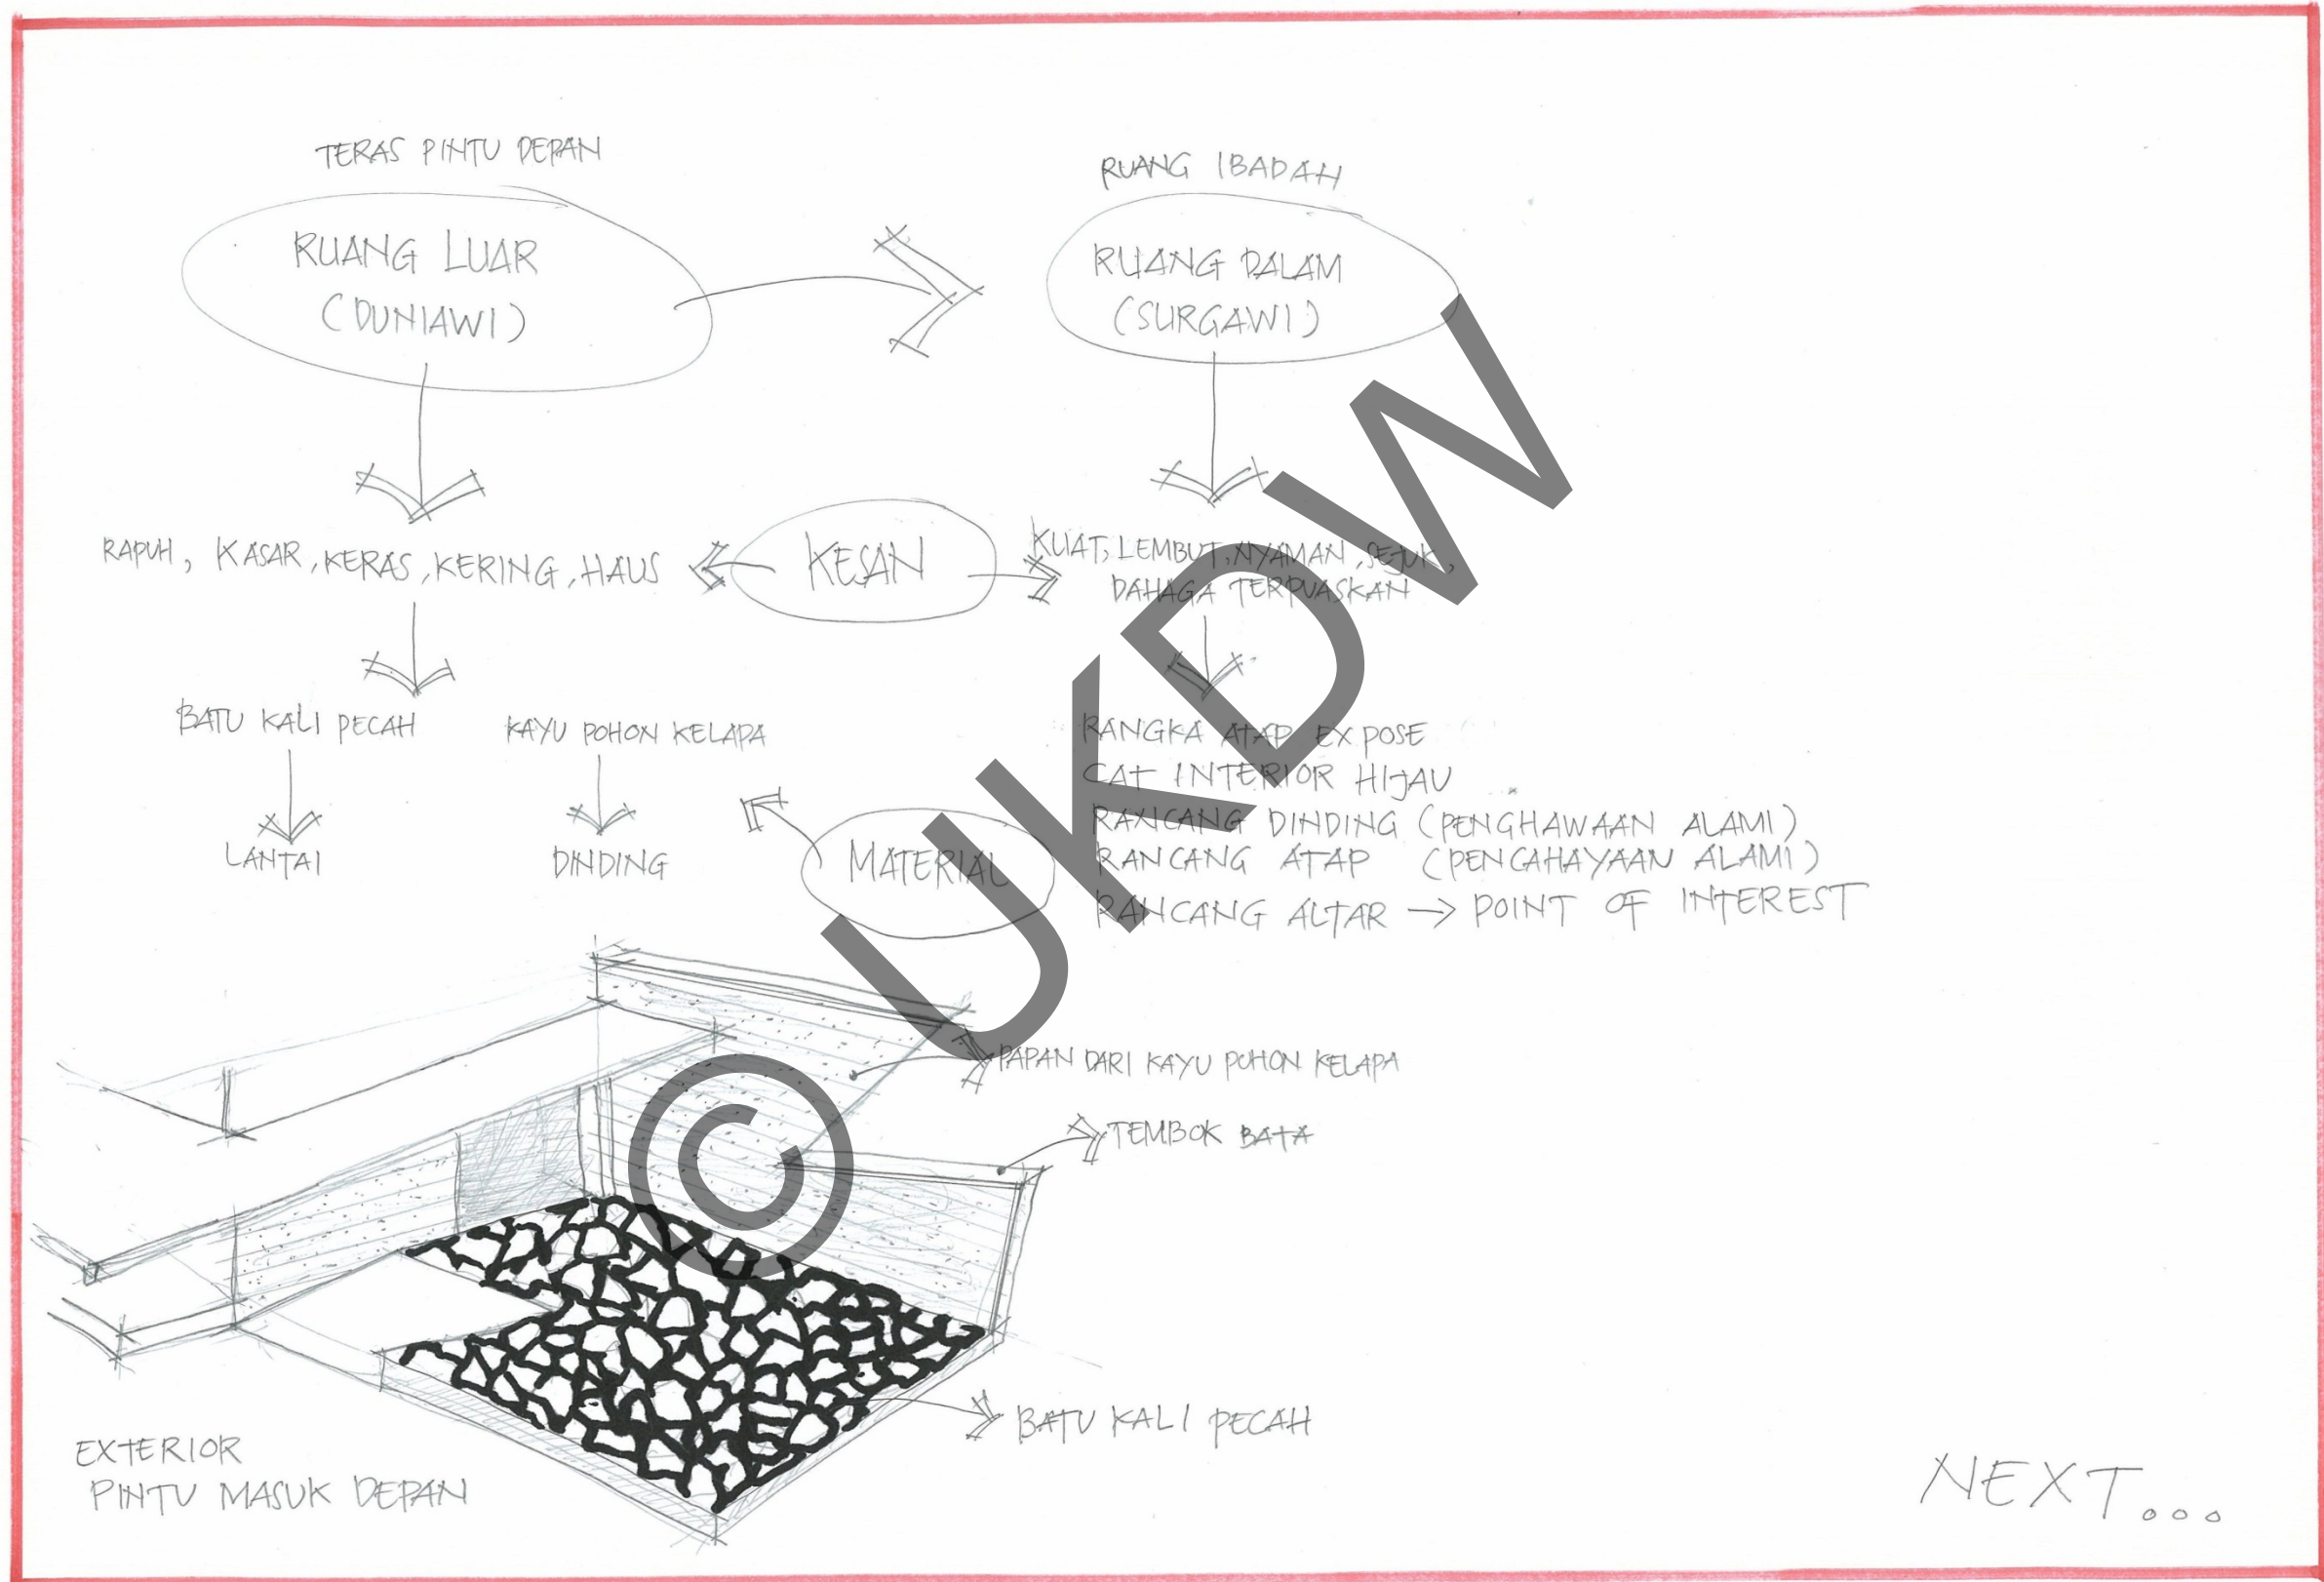 TERAS PINTU DEPAN
RUANG IBADAH
RUANG LUAR
(DUNIAWI)
RUANG DALAM
(SURGAWI)
RAPUH, KASAR, KERAS, KERING, HAUS
KESAN
KUAT, LEMBUT, NYAMAN, SEJUK,
DAHAGA TERPUASKAN
BATU KALI PECAH
KAYU POHON KELAPA
LANTAI
DINDING
MATERIAL
RANGKA ATAP EXPOSE
CAT INTERIOR HIJAU
RANCANG DINDING (PENGHAWAAN ALAMI)
RANCANG ATAP (PENCAHAYAAN ALAMI)
RANCANG ALTAR → POINT OF INTEREST
PAPAN DARI KAYU POHON KELAPA
TEMBOK BATA
BATU KALI PECAH
EXTERIOR
PINTU MASUK DEPAN
NEXT...
© UKDW